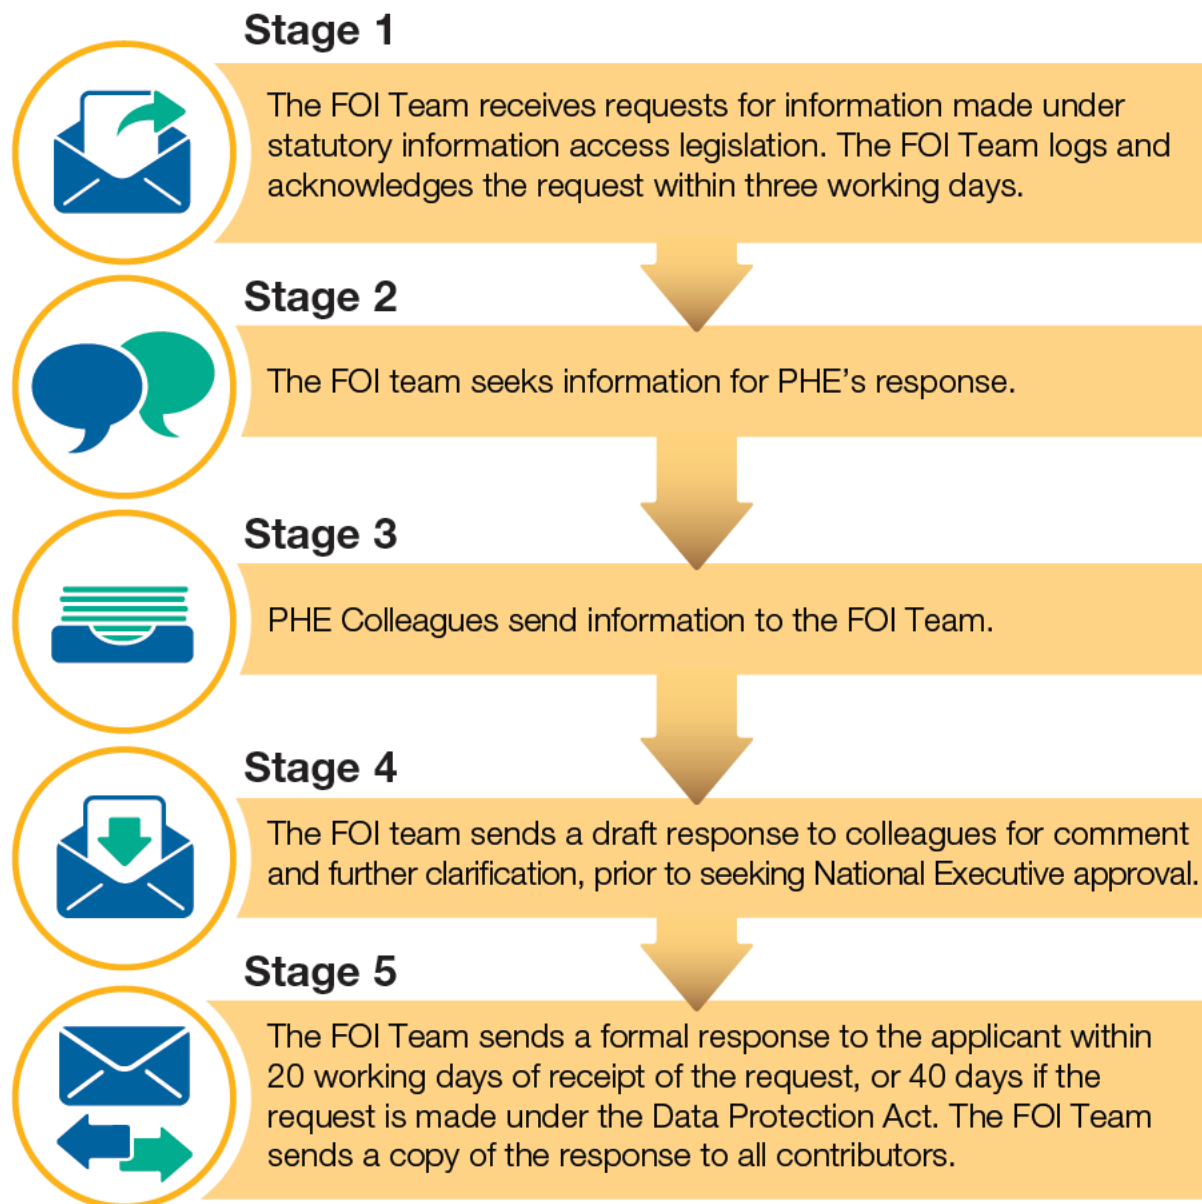 Stage 1
The FOI Team receives requests for information made under
statutory information access legislation. The FOI Team logs and
acknowledges the request within three working days.
Stage 2
The FOI team seeks information for PHE’s response.
Stage 3
PHE Colleagues send information to the FOI Team.
Stage 4
The FOI team sends a draft response to colleagues for comment
and further clarification, prior to seeking National Executive approval.
Stage 5
The FOI Team sends a formal response to the applicant within
20 working days of receipt of the request, or 40 days if the
request is made under the Data Protection Act. The FOI Team
sends a copy of the response to all contributors.